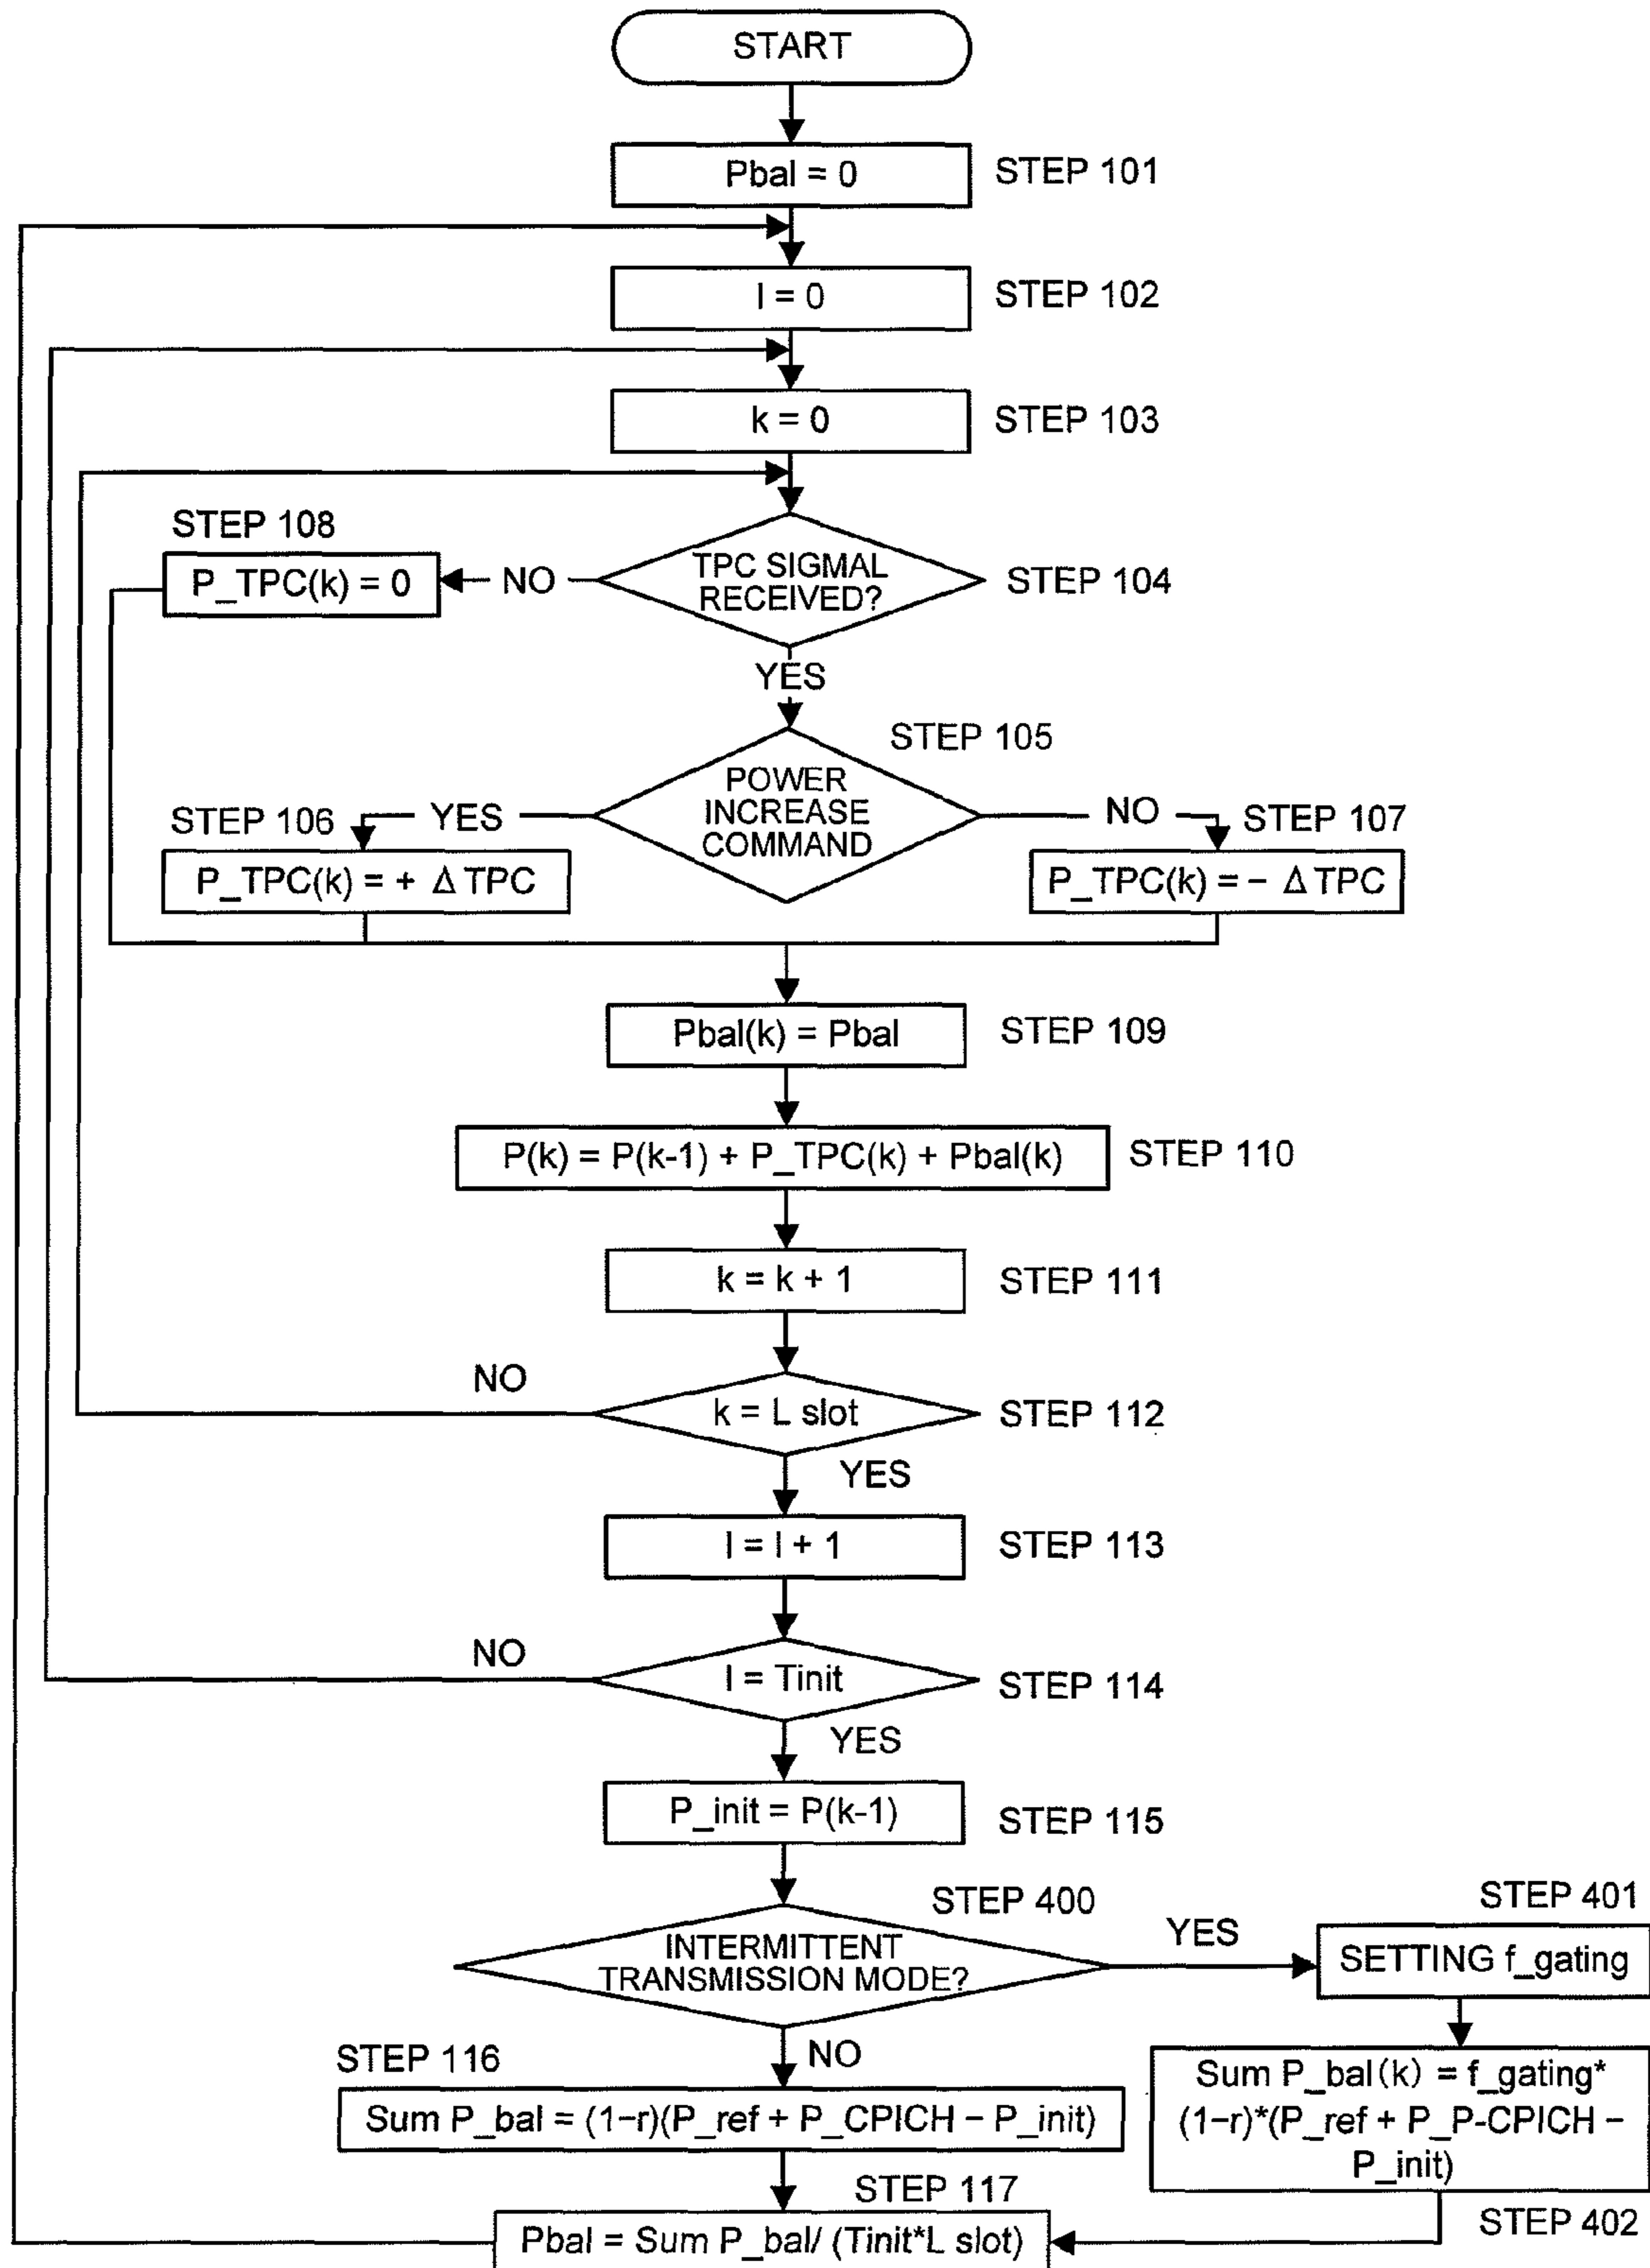 START
Pbal = 0
STEP 101
l = 0
STEP 102
k = 0
STEP 103
STEP 108
P_TPC(k) = 0
NO
TPC SIGMAL
RECEIVED?
STEP 104
YES
STEP 105
POWER
INCREASE
COMMAND
STEP 106
YES
NO
STEP 107
P_TPC(k) = + Δ TPC
P_TPC(k) = − Δ TPC
Pbal(k) = Pbal
STEP 109
P(k) = P(k-1) + P_TPC(k) + Pbal(k)
STEP 110
k = k + 1
STEP 111
NO
k = L slot
STEP 112
YES
l = l + 1
STEP 113
NO
l = Tinit
STEP 114
YES
P_init = P(k-1)
STEP 115
STEP 400
INTERMITTENT
TRANSMISSION MODE?
YES
STEP 401
SETTING f_gating
NO
STEP 116
Sum P_bal = (1−r)(P_ref + P_CPICH − P_init)
Sum P_bal(k) = f_gating*
(1−r)*(P_ref + P_P-CPICH −
P_init)
STEP 402
STEP 117
Pbal = Sum P_bal/ (Tinit*L slot)